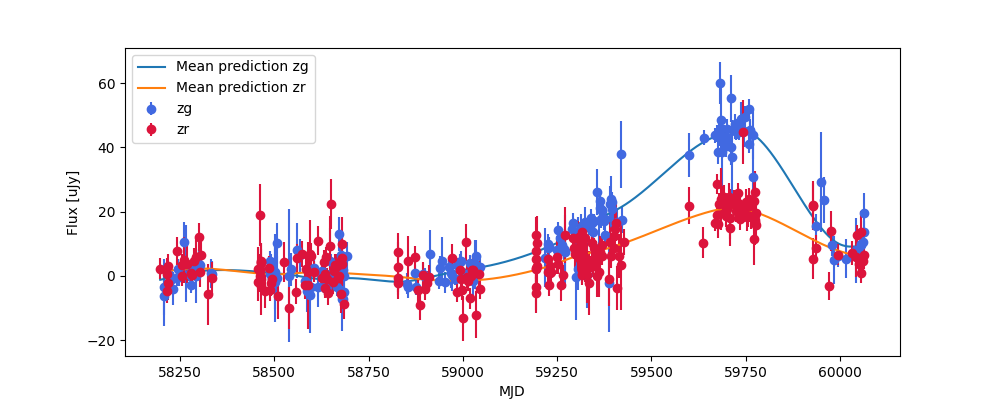 Mean prediction zg
Mean prediction zr
zg
zr
60
40
20
0
−20
Flux [uJy]
58250 58500 58750 59000 59250 59500 59750 60000
MJD